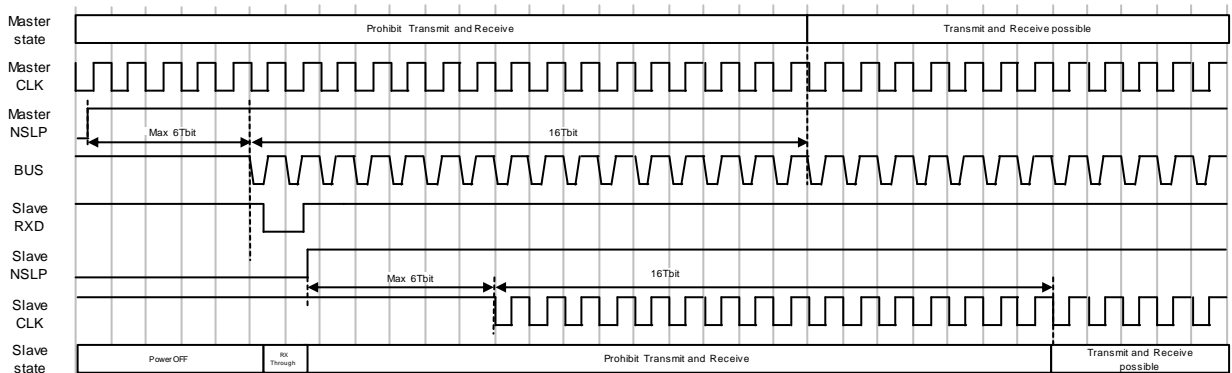 Master
state
Prohibit Transmit and Receive
Transmit and Receive possible
Master
CLK
Master
NSLP
Max 6Tbit
16Tbit
BUS
Slave
RXD
Slave
NSLP
Max 6Tbit
16Tbit
Slave
CLK
Slave
state
PowerOFF
RX
Through
Prohibit Transmit and Receive
Transmit and Receive
possible